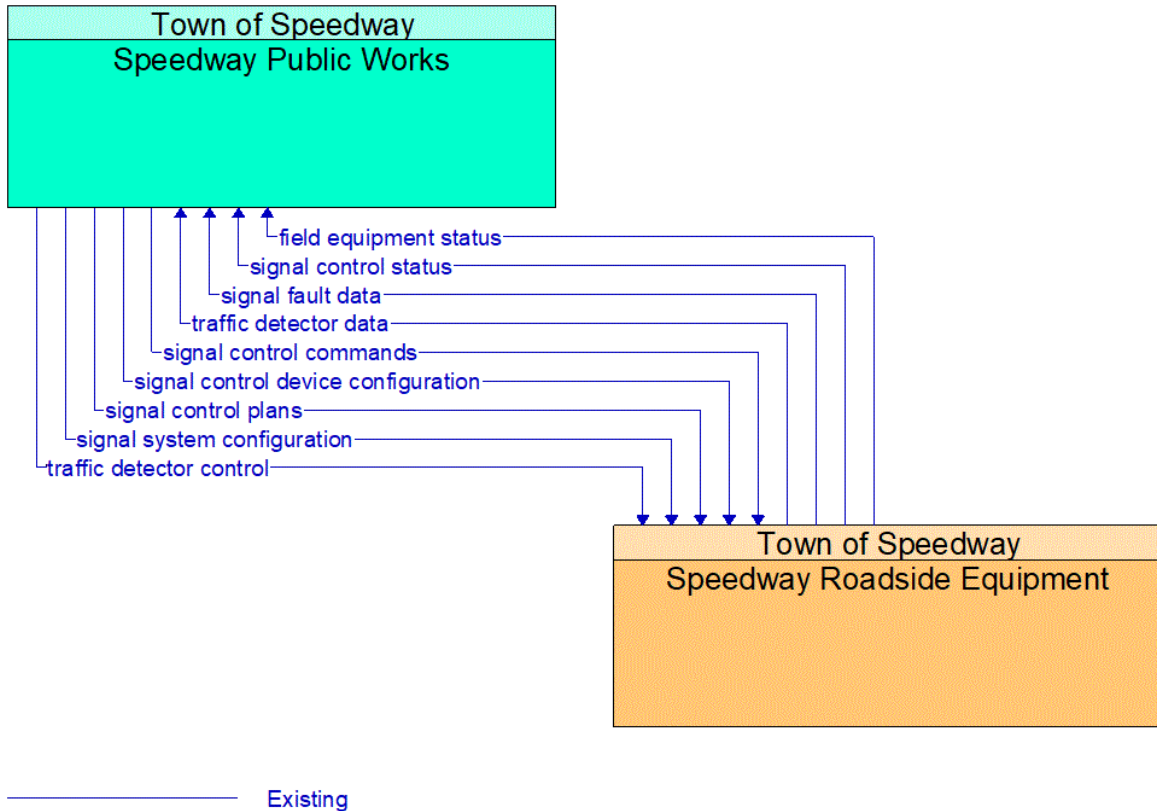 Town of Speedway
Speedway Public Works
field equipment status
signal control status
signal fault data
traffic detector data
signal control commands
signal control device configuration
signal control plans
signal system configuration
traffic detector control
Town of Speedway
Speedway Roadside Equipment
Existing